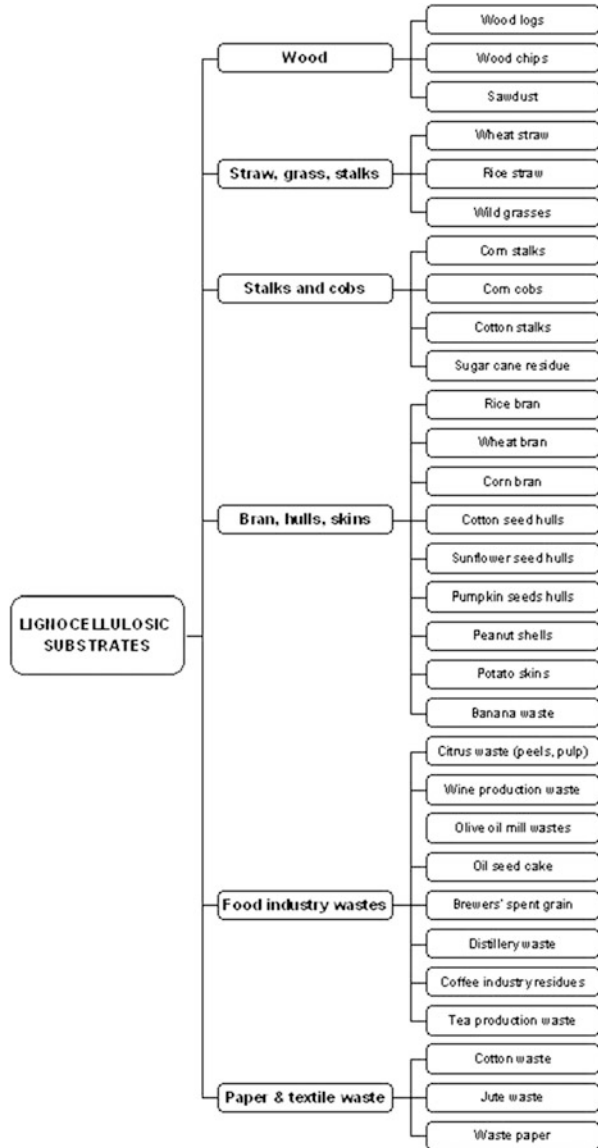 LIGNOCELLULOSIC
SUBSTRATES
Wood
Wood logs
Wood chips
Sawdust
Straw, grass, stalks
Wheat straw
Rice straw
Wild grasses
Stalks and cobs
Corn stalks
Corn cobs
Cotton stalks
Sugar cane residue
Bran, hulls, skins
Rice bran
Wheat bran
Corn bran
Cotton seed hulls
Sunflower seed hulls
Pumpkin seeds hulls
Peanut shells
Potato skins
Banana waste
Food industry wastes
Citrus waste (peels, pulp)
Wine production waste
Olive oil mill wastes
Oil seed cake
Brewers' spent grain
Distillery waste
Coffee industry residues
Tea production waste
Paper & textile waste
Cotton waste
Jute waste
Waste paper